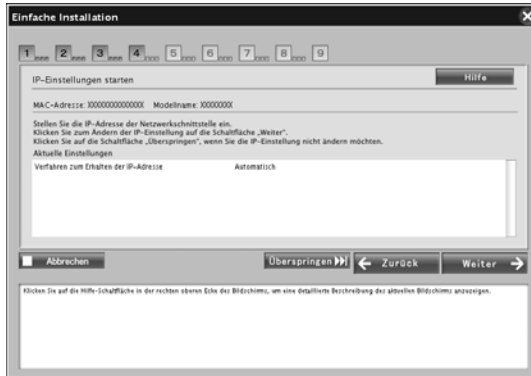 Einfache Installation
1 2 3 4 5 6 7 8 9
IP-Einstellungen starten
Hilfe
MAC-Adresse: XXXXXXXXXXXXXXX Modellname: XXXXXXXX
Stellen Sie die IP-Adresse der Netzwerkschnittstelle ein.
Klicken Sie zum Ändern der IP-Einstellung auf die Schaltfläche „Weiter".
Klicken Sie auf die Schaltfläche „Überspringen", wenn Sie die IP-Einstellung nicht ändern möchten.
Aktuelle Einstellungen
Verfahren zum Erhalten der IP-Adresse Automatisch
Abbrechen
Überspringen
Zurück
Weiter
Klicken Sie auf die Hilfe-Schaltfläche in der rechten oberen Ecke des Bildschirms, um eine detaillierte Beschreibung des aktuellen Bildschirms anzuzeigen.